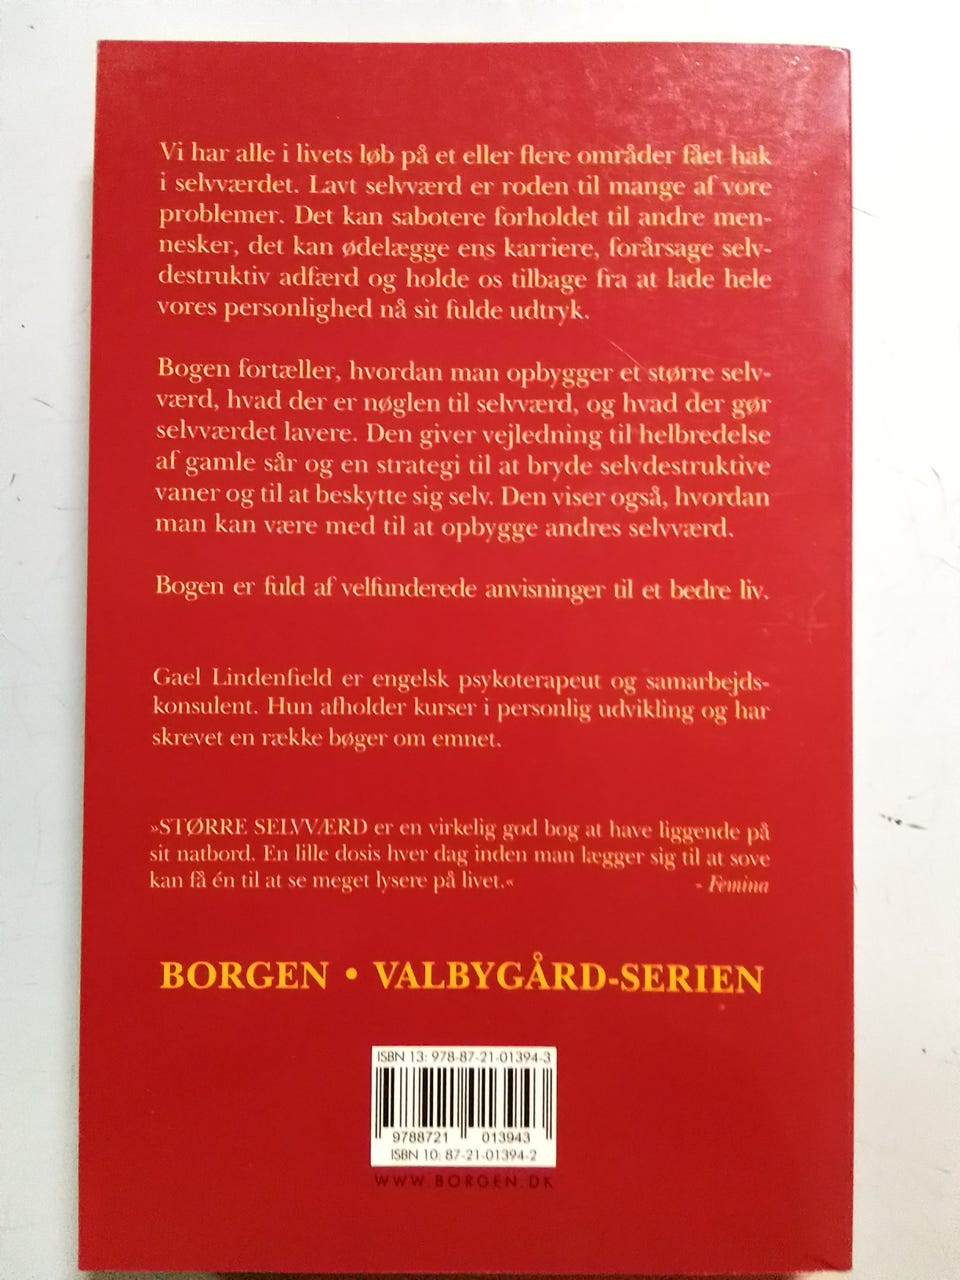 Vi har alle i livets løb på et eller flere områder fået hak
i selvværdet. Lavt selvværd er roden til mange af vore
problemer. Det kan sabotere forholdet til andre men-
nesker, det kan ødelægge ens karriere, forårsage selv-
destruktiv adfærd og holde os tilbage fra at lade hele
vores personlighed nå sit fulde udtryk.
Bogen fortæller, hvordan man opbygger et større selv-
værd, hvad der er nøglen til selvværd, og hvad der gør
selvværdet lavere. Den giver vejledning til helbredelse
af gamle sår og en strategi til at bryde selvdestruktive
vaner og til at beskytte sig selv. Den viser også, hvordan
man kan være med til at opbygge andres selvværd.
Bogen er fuld af velfunderede anvisninger til et bedre liv.
Gael Lindenfield er engelsk psykoterapeut og samarbejds-
konsulent. Hun afholder kurser i personlig udvikling og har
skrevet en række bøger om emnet.
»STØRRE SELVVÆRD er en virkelig god bog at have liggende på
sit natbord. En lille dosis hver dag inden man lægger sig til at sove
kan få én til at se meget lysere på livet.« - Femina
BORGEN • VALBYGÅRD-SERIEN
ISBN 13: 978-87-21-01394-3
9788721 013943
ISBN 10: 87-21-01394-2
WWW.BORGEN.DK